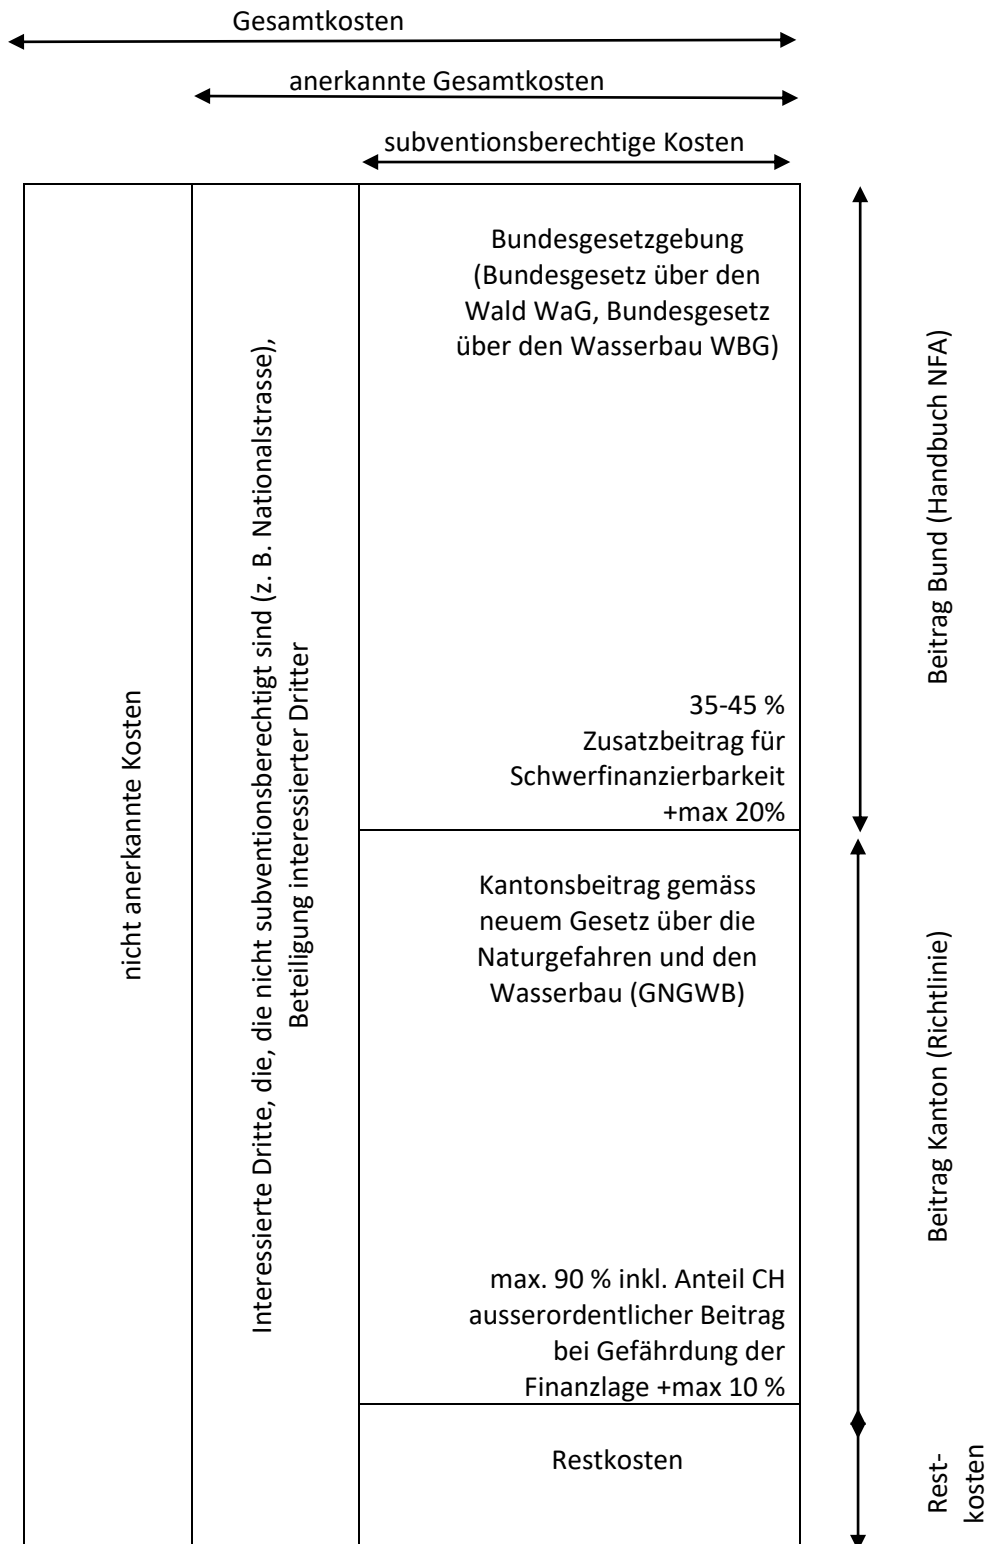 Gesamtkosten
anerkannte Gesamtkosten
subventionsberechtige Kosten
nicht anerkannte Kosten
Interessierte Dritte, die, die nicht subventionsberechtigt sind (z. B. Nationalstrasse),
Beteiligung interessierter Dritter
Bundesgesetzgebung
(Bundesgesetz über den
Wald WaG, Bundesgesetz
über den Wasserbau WBG)
35-45 %
Zusatzbeitrag für
Schwerfinanzierbarkeit
+max 20%
Beitrag Bund (Handbuch NFA)
Kantonsbeitrag gemäss
neuem Gesetz über die
Naturgefahren und den
Wasserbau (GNGWB)
max. 90 % inkl. Anteil CH
ausserordentlicher Beitrag
bei Gefährdung der
Finanzlage +max 10 %
Beitrag Kanton (Richtlinie)
Restkosten
Rest-
kosten